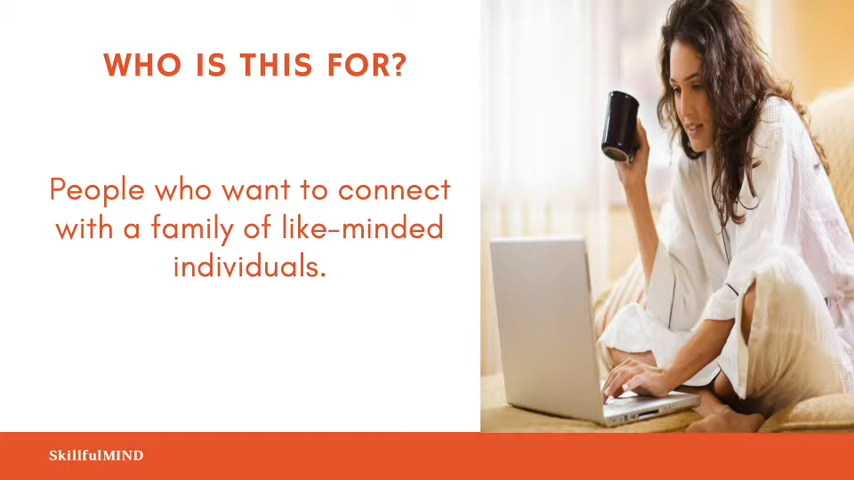 WHO IS THIS FOR?
People who want to connect
with a family of like-minded
individuals.
SkillfulMIND